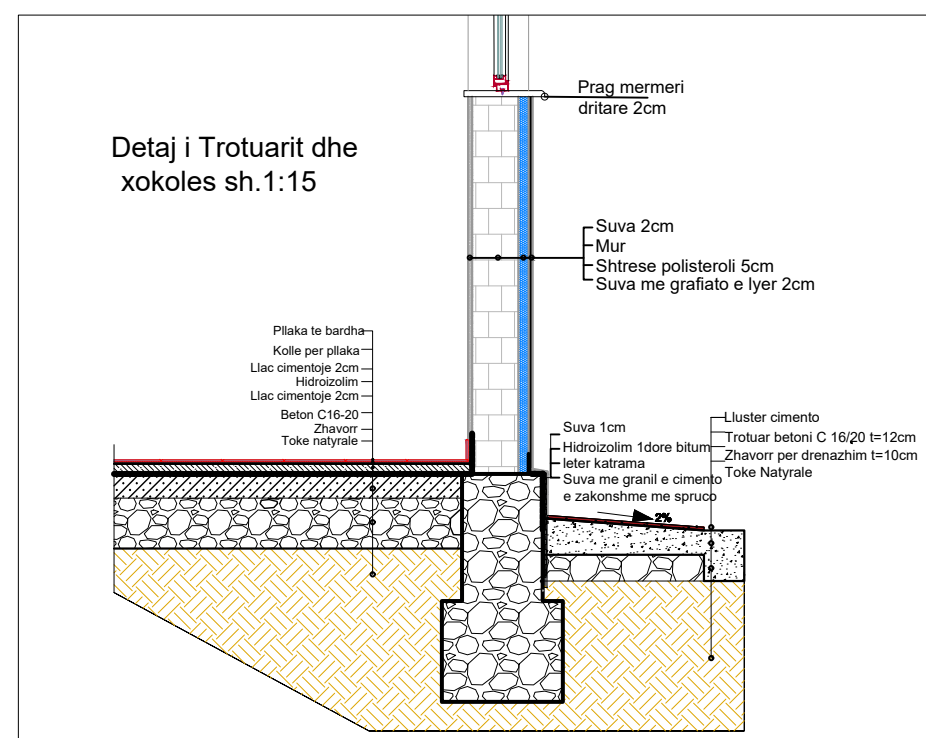 Prag mermeri
dritare 2cm
Detaj i Trotuarit dhe
xokoles sh.1:15
Suva 2cm
Mur
Shtrese polisteroli 5cm
Suva me grafiato e lyer 2cm
Pllaka te bardha
Kolle per pllaka
Llac cimentoje 2cm
Hidroizolim
Llac cimentoje 2cm
Beton C16-20
Zhavorr
Toke natyrale
Suva 1cm
Hidroizolim 1dore bitum
leter katrama
Suva me granil e cimento
e zakonshme me spruco
Lluster cimento
Trotuar betoni C 16/20 t=12cm
Zhavorr per drenazhim t=10cm
Toke Natyrale
2%